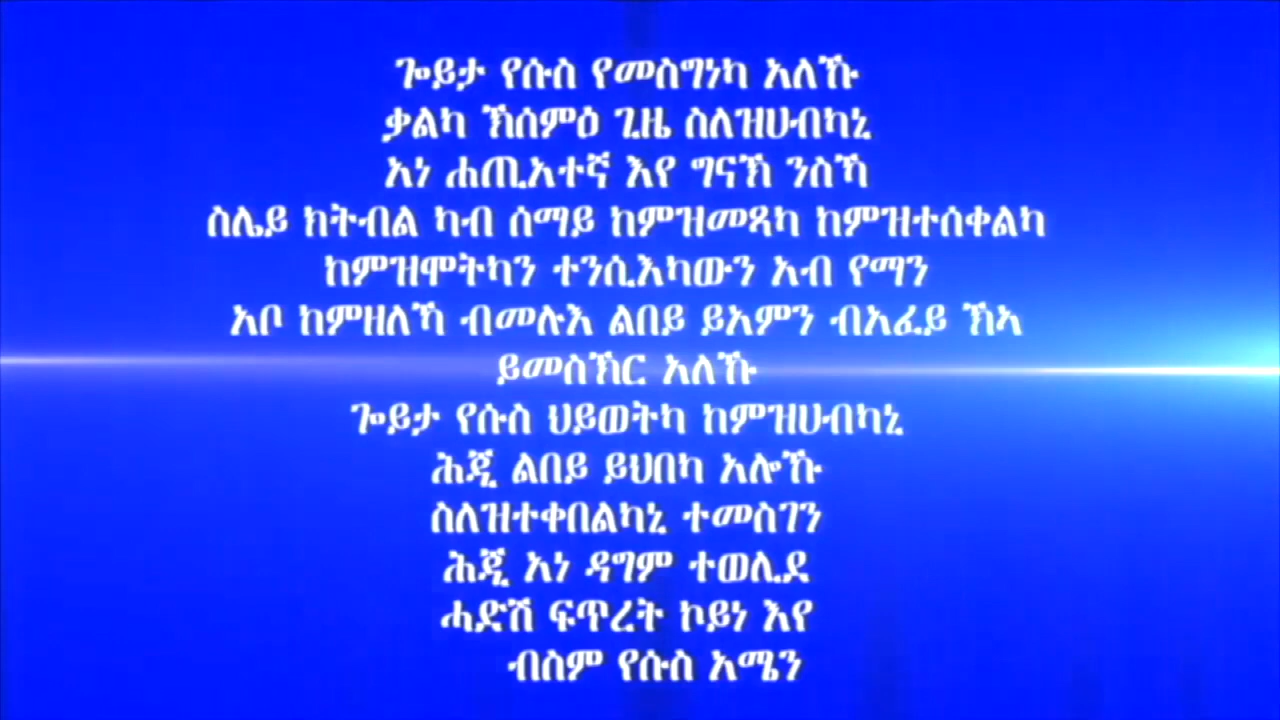 ጐይታ የሱስ የመስግነካ አለኹ
ቃልካ ኽሰምዕ ጊዜ ስለዝሀብካኒ
አነ ሐጢአተኛ እየ ግናኽ ንስኻ
ስሌይ ክትብል ካብ ሰማይ ከምዝመጻካ ከምዝተሰቀልካ
ከምዝሞትካን ተንሲእካውን አብ የማን
አቦ ከምዘለኻ ብመሉእ ልበይ ይአምን ብአፈይ ኽኣ
ይመስኽር አለኹ
ጐይታ የሱስ ህይወትካ ከምዝሀብካኒ
ሕጂ ልበይ ይህበካ አሎኹ
ስለዝተቀበልካኒ ተመስገን
ሕጂ አነ ዳግም ተወሊደ
ሓድሽ ፍጥረት ኮይነ እየ
ብስም የሱስ አሜን